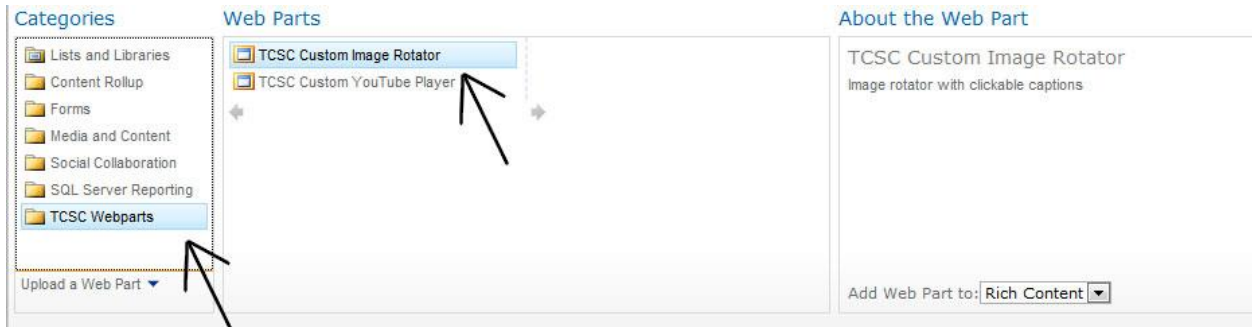 Categories
Lists and Libraries
Content Rollup
Forms
Media and Content
Social Collaboration
SQL Server Reporting
TCSC Webparts
Upload a Web Part
Web Parts
TCSC Custom Image Rotator
TCSC Custom YouTube Player
About the Web Part
TCSC Custom Image Rotator
Image rotator with clickable captions
Add Web Part to: Rich Content